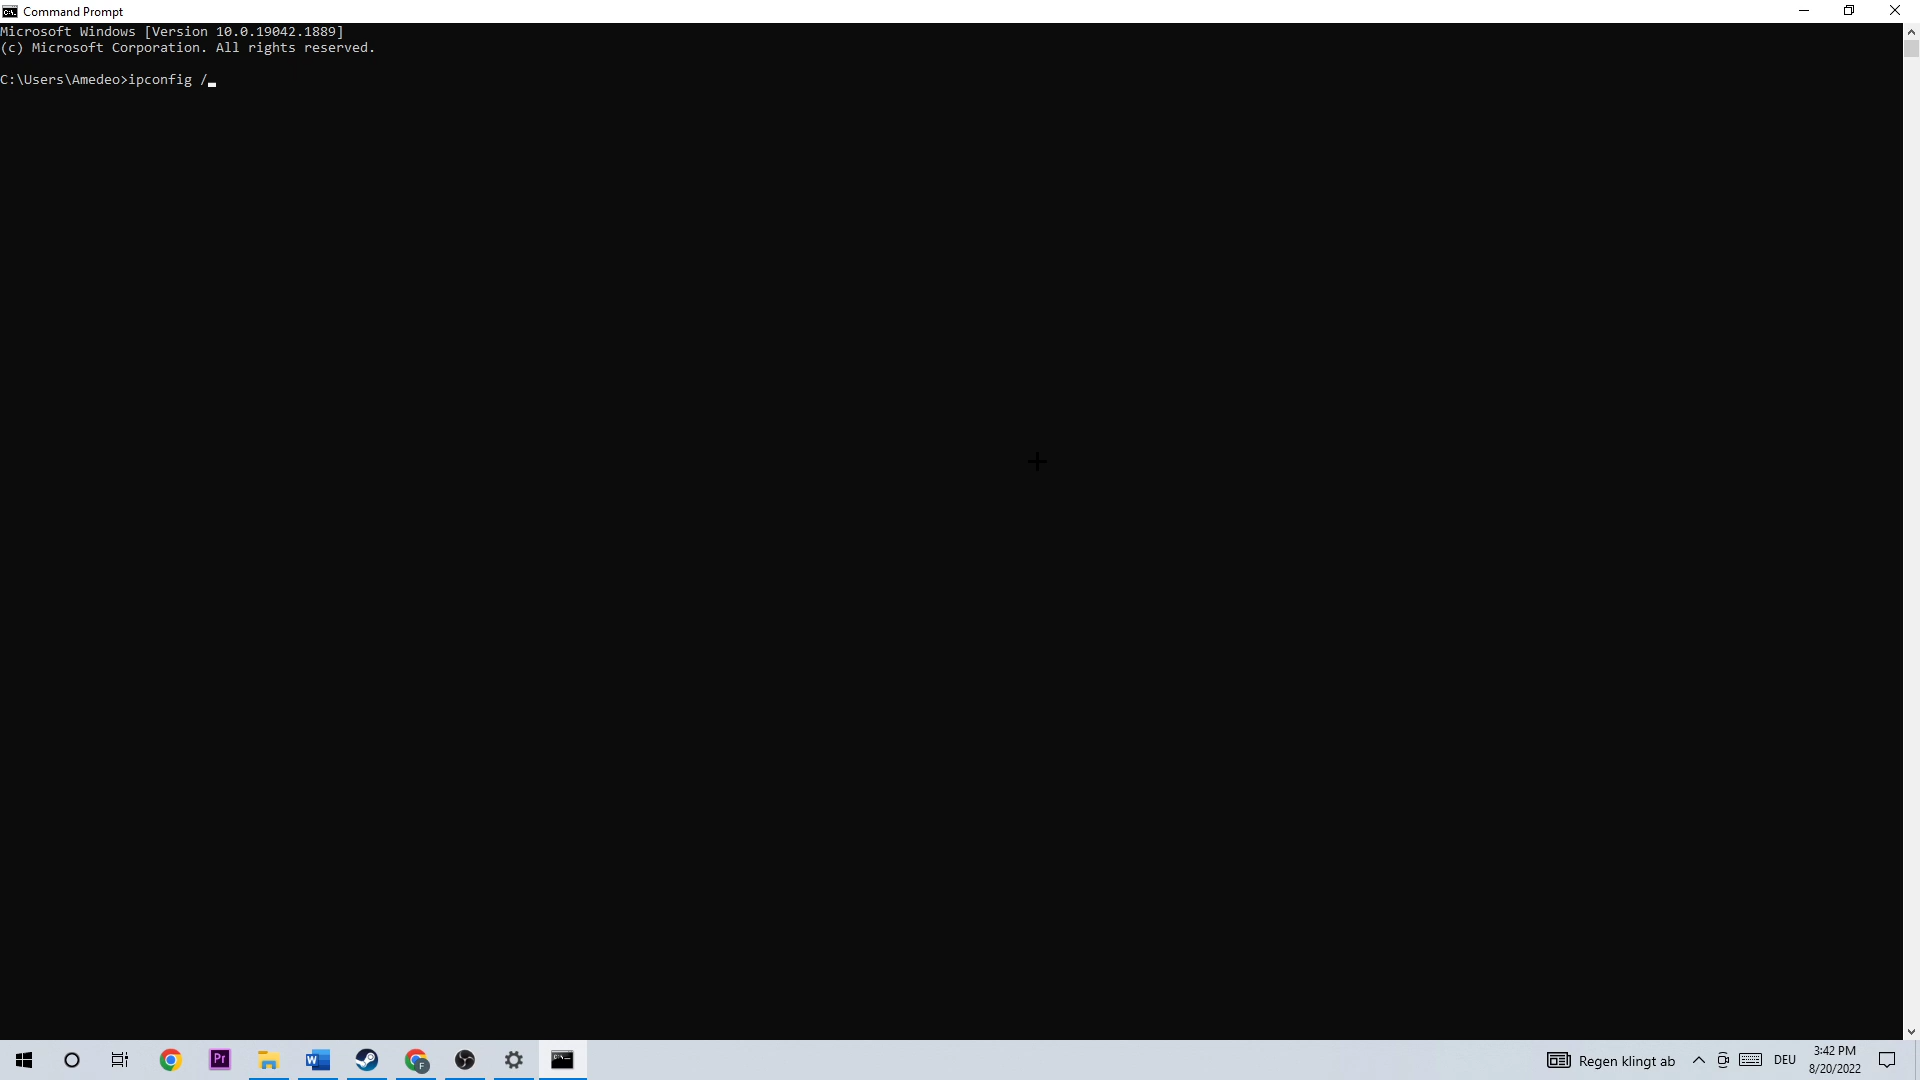 Command Prompt
Microsoft Windows [Version 10.0.19042.1889]
(c) Microsoft Corporation. All rights reserved.
C:\Users\Amedeo>ipconfig /
Pr
W
F
Regen klingt ab
DEU
3:42 PM
8/20/2022